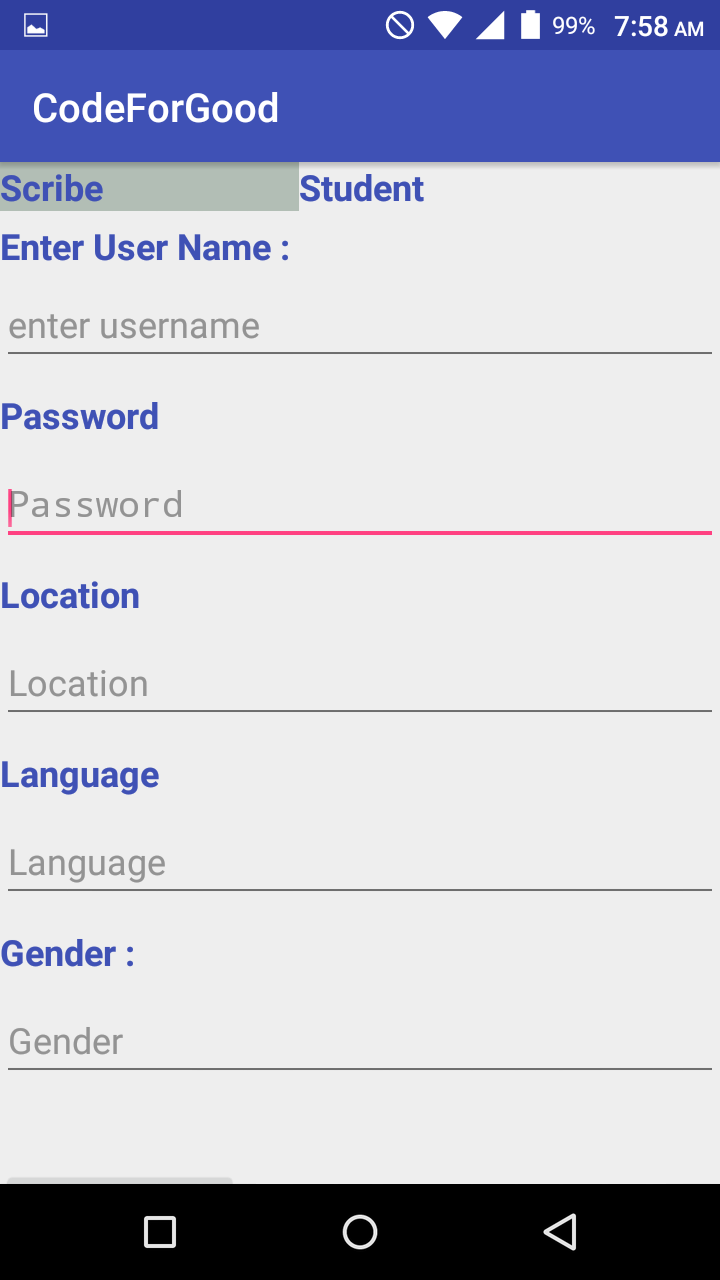 99% 7:58 AM
CodeForGood
Scribe Student
Enter User Name :
enter username
Password
Password
Location
Location
Language
Language
Gender :
Gender